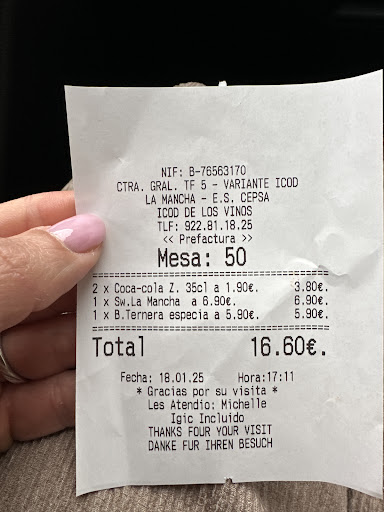 NIF: B-76563170
CTRA. GRAL. TF 5 - VARIANTE ICOD
LA MANCHA - E.S. CEPSA
ICOD DE LOS VINOS
TLF: 922.81.18.25
<< Prefactura >>
Mesa: 50
2 x Coca-cola Z. 35cl a 1.90€. 3.80€.
1 x Sw.La Mancha a 6.90€. 6.90€.
1 x B.Ternera especia a 5.90€. 5.90€.
Total 16.60€.
Fecha: 18.01.25 Hora:17:11
* Gracias por su visita *
Les Atendio: Michelle
Igic Incluido
THANKS FOUR YOUR VISIT
DANKE FUR IHREN BESUCH